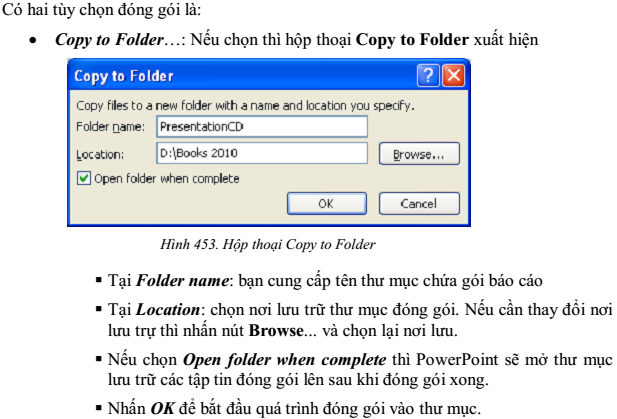 Có hai tùy chọn đóng gói là:
• Copy to Folder…: Nếu chọn thì hộp thoại Copy to Folder xuất hiện
Copy to Folder
Copy files to a new folder with a name and location you specify.
Folder name: PresentationCD
Location: D:\Books 2010 Browse...
Open folder when complete
OK Cancel
Hình 453. Hộp thoại Copy to Folder
▪ Tại Folder name: bạn cung cấp tên thư mục chứa gói báo cáo
▪ Tại Location: chọn nơi lưu trữ thư mục đóng gói. Nếu cần thay đổi nơi
lưu trự thì nhấn nút Browse... và chọn lại nơi lưu.
▪ Nếu chọn Open folder when complete thì PowerPoint sẽ mở thư mục
lưu trữ các tập tin đóng gói lên sau khi đóng gói xong.
▪ Nhấn OK để bắt đầu quá trình đóng gói vào thư mục.